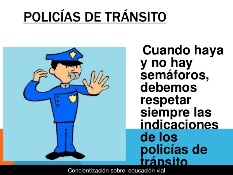 POLICÍAS DE TRÁNSITO
Cuando haya
y no hay
semáforos,
debemos
respetar
siempre las
indicaciones
de los
policías de
tránsito
Concientización sobre educación vial